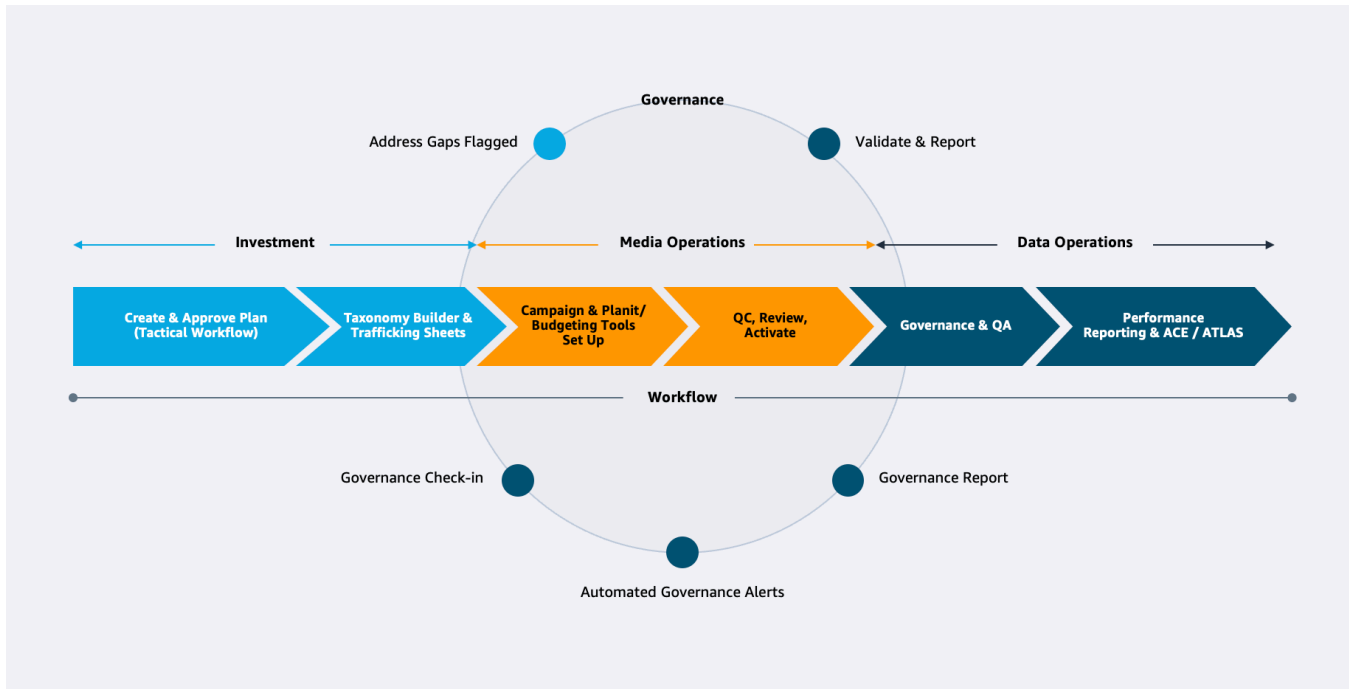 Governance
Address Gaps Flagged
Validate & Report
Investment
Media Operations
Data Operations
Create & Approve Plan
(Tactical Workflow)
Taxonomy Builder &
Trafficking Sheets
Campaign & Planit/
Budgeting Tools
Set Up
QC, Review,
Activate
Governance & QA
Performance
Reporting & ACE / ATLAS
Workflow
Governance Check-in
Governance Report
Automated Governance Alerts